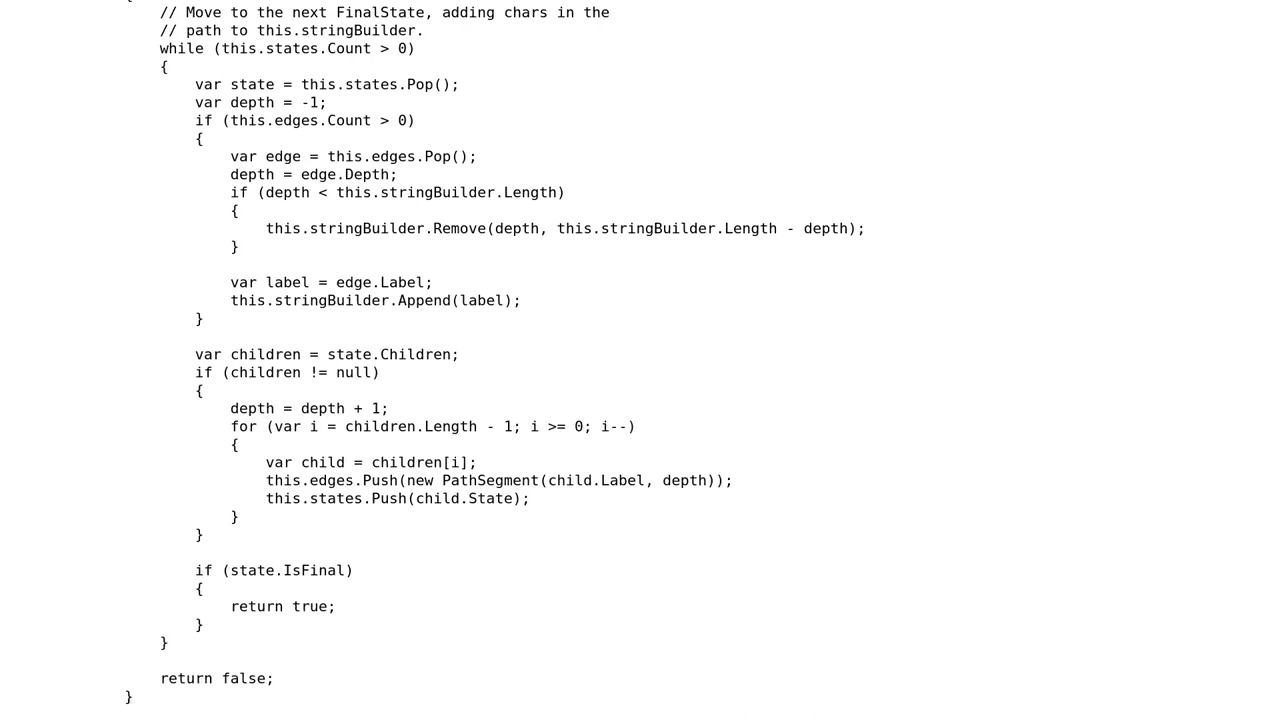 {
// Move to the next FinalState, adding chars in the
// path to this.stringBuilder.
while (this.states.Count > 0)
{
var state = this.states.Pop();
var depth = -1;
if (this.edges.Count > 0)
{
var edge = this.edges.Pop();
depth = edge.Depth;
if (depth < this.stringBuilder.Length)
{
this.stringBuilder.Remove(depth, this.stringBuilder.Length - depth);
}
var label = edge.Label;
this.stringBuilder.Append(label);
}
var children = state.Children;
if (children != null)
{
depth = depth + 1;
for (var i = children.Length - 1; i >= 0; i--)
{
var child = children[i];
this.edges.Push(new PathSegment(child.Label, depth));
this.states.Push(child.State);
}
}
if (state.IsFinal)
{
return true;
}
}
return false;
}